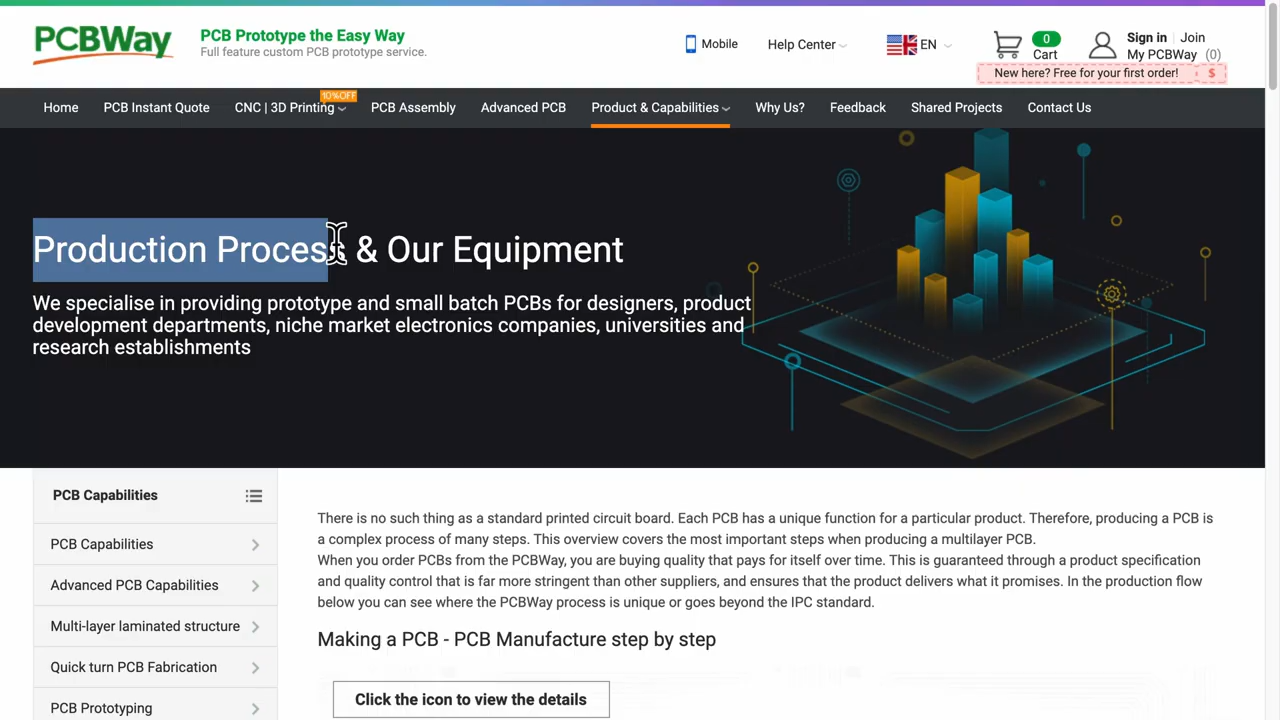 PCBWay
PCB Prototype the Easy Way
Full feature custom PCB prototype service.
Mobile
Help Center
EN
0
Cart
Sign in
Join
My PCBWay (0)
New here? Free for your first order! $
Home
PCB Instant Quote
CNC | 3D Printing
10%OFF
PCB Assembly
Advanced PCB
Product & Capabilities
Why Us?
Feedback
Shared Projects
Contact Us
Production Process & Our Equipment
We specialise in providing prototype and small batch PCBs for designers, product
development departments, niche market electronics companies, universities and
research establishments
PCB Capabilities
PCB Capabilities
Advanced PCB Capabilities
Multi-layer laminated structure
Quick turn PCB Fabrication
PCB Prototyping
There is no such thing as a standard printed circuit board. Each PCB has a unique function for a particular product. Therefore, producing a PCB is
a complex process of many steps. This overview covers the most important steps when producing a multilayer PCB.
When you order PCBs from the PCBWay, you are buying quality that pays for itself over time. This is guaranteed through a product specification
and quality control that is far more stringent than other suppliers, and ensures that the product delivers what it promises. In the production flow
below you can see where the PCBWay process is unique or goes beyond the IPC standard.
Making a PCB - PCB Manufacture step by step
Click the icon to view the details